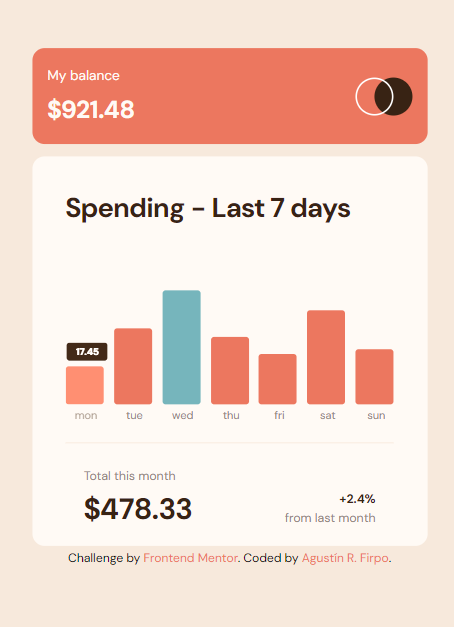 My balance
$921.48
Spending - Last 7 days
17.45
mon tue wed thu fri sat sun
Total this month
$478.33
+2.4%
from last month
Challenge by Frontend Mentor. Coded by Agustín R. Firpo.